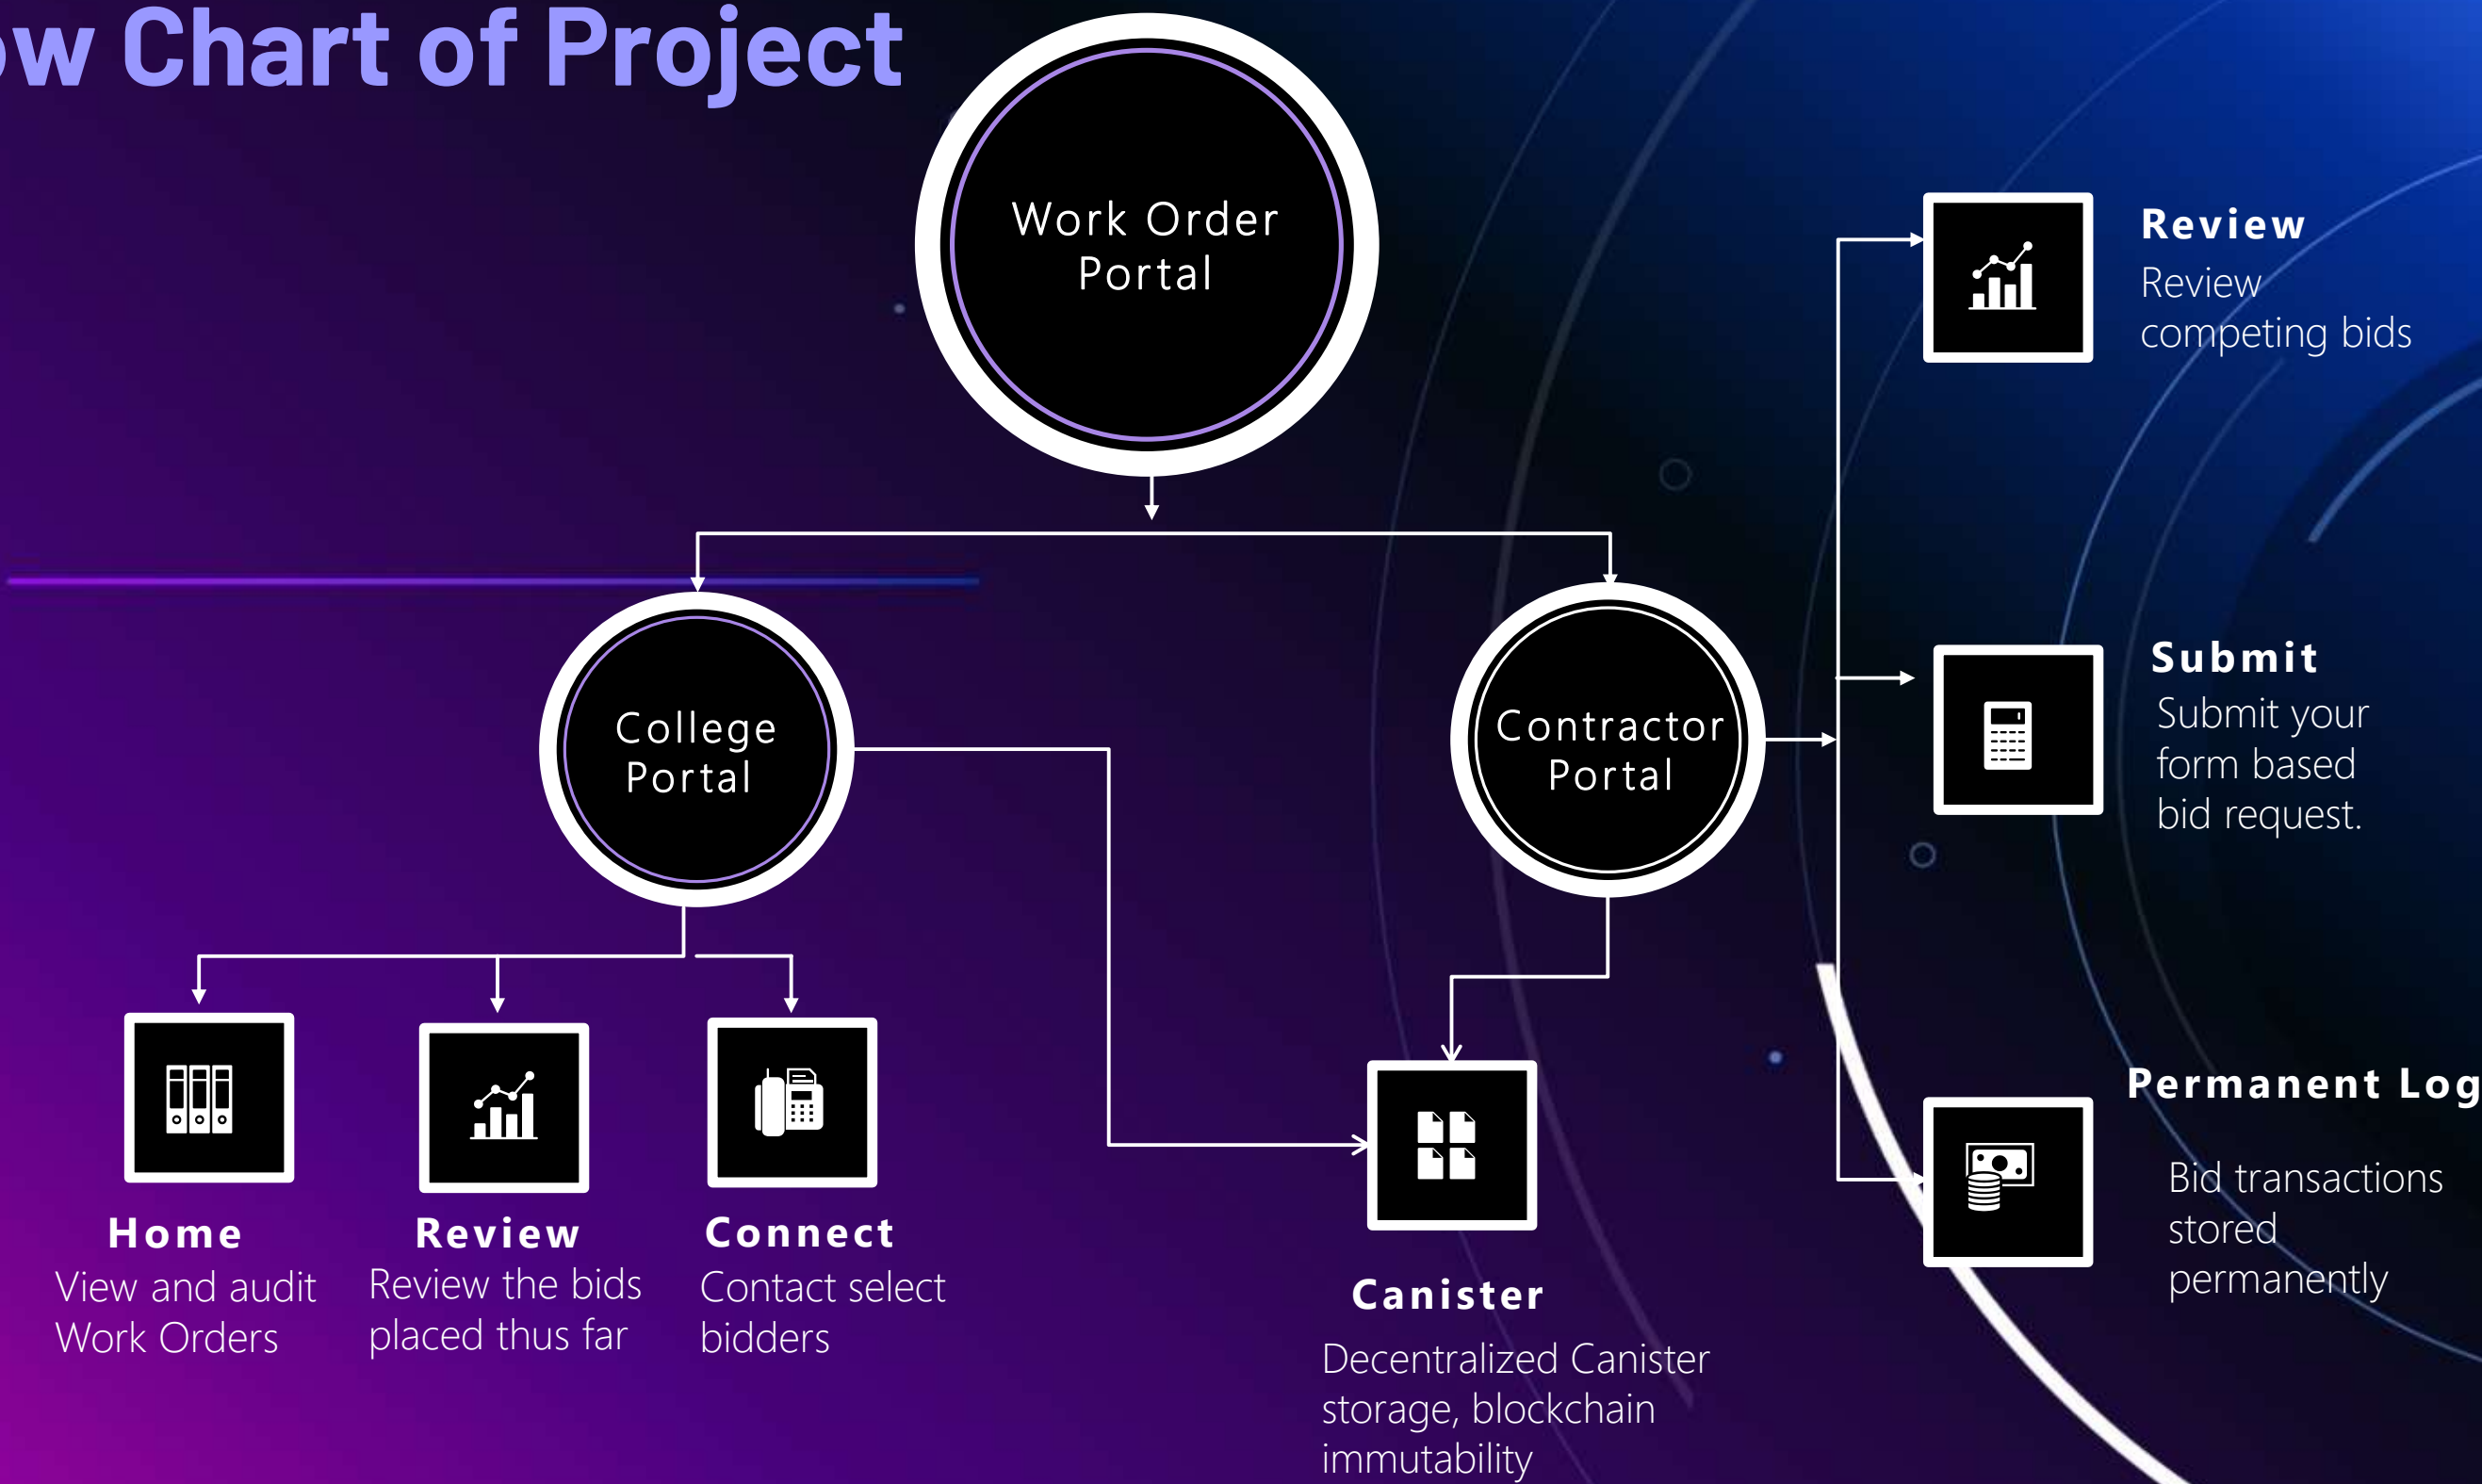 ow Chart of Project
Work Order
Portal
Review
Review
competing bids
College
Portal
Contractor
Portal
Submit
Submit your
form based
bid request.
Home
View and audit
Work Orders
Review
Review the bids
placed thus far
Connect
Contact select
bidders
Canister
Decentralized Canister
storage, blockchain
immutability
Permanent Log
Bid transactions
stored
permanently